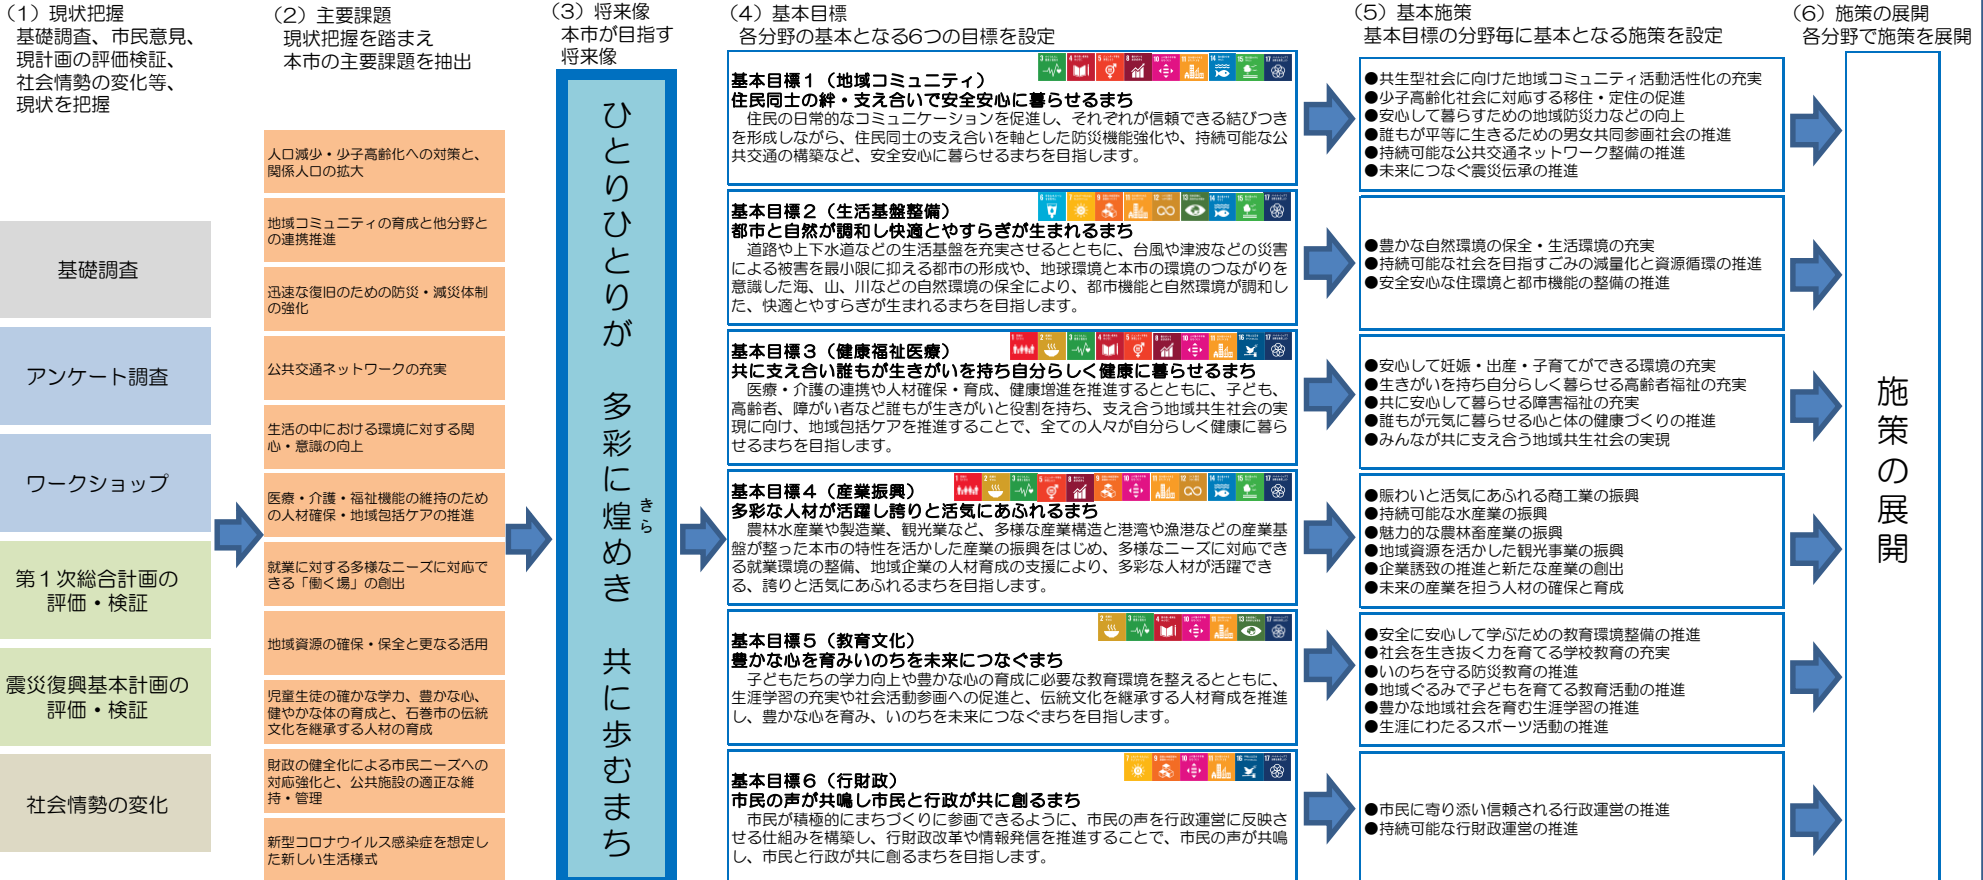 （1）現状把握
基礎調査、市民意見、
現計画の評価検証、
社会情勢の変化等、
現状を把握
基礎調査
アンケート調査
ワークショップ
第１次総合計画の
評価・検証
震災復興基本計画の
評価・検証
社会情勢の変化
（2）主要課題
現状把握を踏まえ
本市の主要課題を抽出
人口減少・少子高齢化への対策と、
関係人口の拡大
地域コミュニティの育成と他分野と
の連携推進
迅速な復旧のための防災・減災体制
の強化
公共交通ネットワークの充実
生活の中における環境に対する関
心・意識の向上
医療・介護・福祉機能の維持のため
の人材確保・地域包括ケアの推進
就業に対する多様なニーズに対応で
きる「働く場」の創出
地域資源の確保・保全と更なる活用
児童生徒の確かな学力、豊かな心、
健やかな体の育成と、石巻市の伝統
文化を継承する人材の育成
財政の健全化による市民ニーズへの
対応強化と、公共施設の適正な維
持・管理
新型コロナウイルス感染症を想定し
た新しい生活様式
（3）将来像
本市が目指す
将来像
ひとりひとりが　多彩に煌めき　共に歩むまち
きら
（4）基本目標
各分野の基本となる6つの目標を設定
基本目標１（地域コミュニティ）
住民同士の絆・支え合いで安全安心に暮らせるまち
　住民の日常的なコミュニケーションを促進し、それぞれが信頼できる結びつき
を形成しながら、住民同士の支え合いを軸とした防災機能強化や、持続可能な公
共交通の構築など、安全安心に暮らせるまちを目指します。
基本目標２（生活基盤整備）
都市と自然が調和し快適とやすらぎが生まれるまち
　道路や上下水道などの生活基盤を充実させるとともに、台風や津波などの災害
による被害を最小限に抑える都市の形成や、地球環境と本市の環境のつながりを
意識した海、山、川などの自然環境の保全により、都市機能と自然環境が調和し
た、快適とやすらぎが生まれるまちを目指します。
基本目標３（健康福祉医療）
共に支え合い誰もが生きがいを持ち自分らしく健康に暮らせるまち
　医療・介護の連携や人材確保・育成、健康増進を推進するとともに、子ども、
高齢者、障がい者など誰もが生きがいと役割を持ち、支え合う地域共生社会の実
現に向け、地域包括ケアを推進することで、全ての人々が自分らしく健康に暮ら
せるまちを目指します。
基本目標４（産業振興）
多彩な人材が活躍し誇りと活気にあふれるまち
　農林水産業や製造業、観光業など、多様な産業構造と港湾や漁港などの産業基
盤が整った本市の特性を活かした産業の振興をはじめ、多様なニーズに対応でき
る就業環境の整備、地域企業の人材育成の支援により、多彩な人材が活躍でき
る、誇りと活気にあふれるまちを目指します。
基本目標５（教育文化）
豊かな心を育みいのちを未来につなぐまち
　子どもたちの学力向上や豊かな心の育成に必要な教育環境を整えるとともに、
生涯学習の充実や社会活動参画への促進と、伝統文化を継承する人材育成を推進
し、豊かな心を育み、いのちを未来につなぐまちを目指します。
基本目標６（行財政）
市民の声が共鳴し市民と行政が共に創るまち
　市民が積極的にまちづくりに参画できるように、市民の声を行政運営に反映さ
せる仕組みを構築し、行財政改革や情報発信を推進することで、市民の声が共鳴
し、市民と行政が共に創るまちを目指します。
（5）基本施策
基本目標の分野毎に基本となる施策を設定
●共生型社会に向けた地域コミュニティ活動活性化の充実
●少子高齢化社会に対応する移住・定住の促進
●安心して暮らすための地域防災力などの向上
●誰もが平等に生きるための男女共同参画社会の推進
●持続可能な公共交通ネットワーク整備の推進
●未来につなぐ震災伝承の推進
●豊かな自然環境の保全・生活環境の充実
●持続可能な社会を目指すごみの減量化と資源循環の推進
●安全安心な住環境と都市機能の整備の推進
●安心して妊娠・出産・子育てができる環境の充実
●生きがいを持ち自分らしく暮らせる高齢者福祉の充実
●共に安心して暮らせる障害福祉の充実
●誰もが元気に暮らせる心と体の健康づくりの推進
●みんなが共に支え合う地域共生社会の実現
●賑わいと活気にあふれる商工業の振興
●持続可能な水産業の振興
●魅力的な農林畜産業の振興
●地域資源を活かした観光事業の振興
●企業誘致の推進と新たな産業の創出
●未来の産業を担う人材の確保と育成
●安全に安心して学ぶための教育環境整備の推進
●社会を生き抜く力を育てる学校教育の充実
●いのちを守る防災教育の推進
●地域ぐるみで子どもを育てる教育活動の推進
●豊かな地域社会を育む生涯学習の推進
●生涯にわたるスポーツ活動の推進
●市民に寄り添い信頼される行政運営の推進
●持続可能な行財政運営の推進
（6）施策の展開
各分野で施策を展開
施策の展開